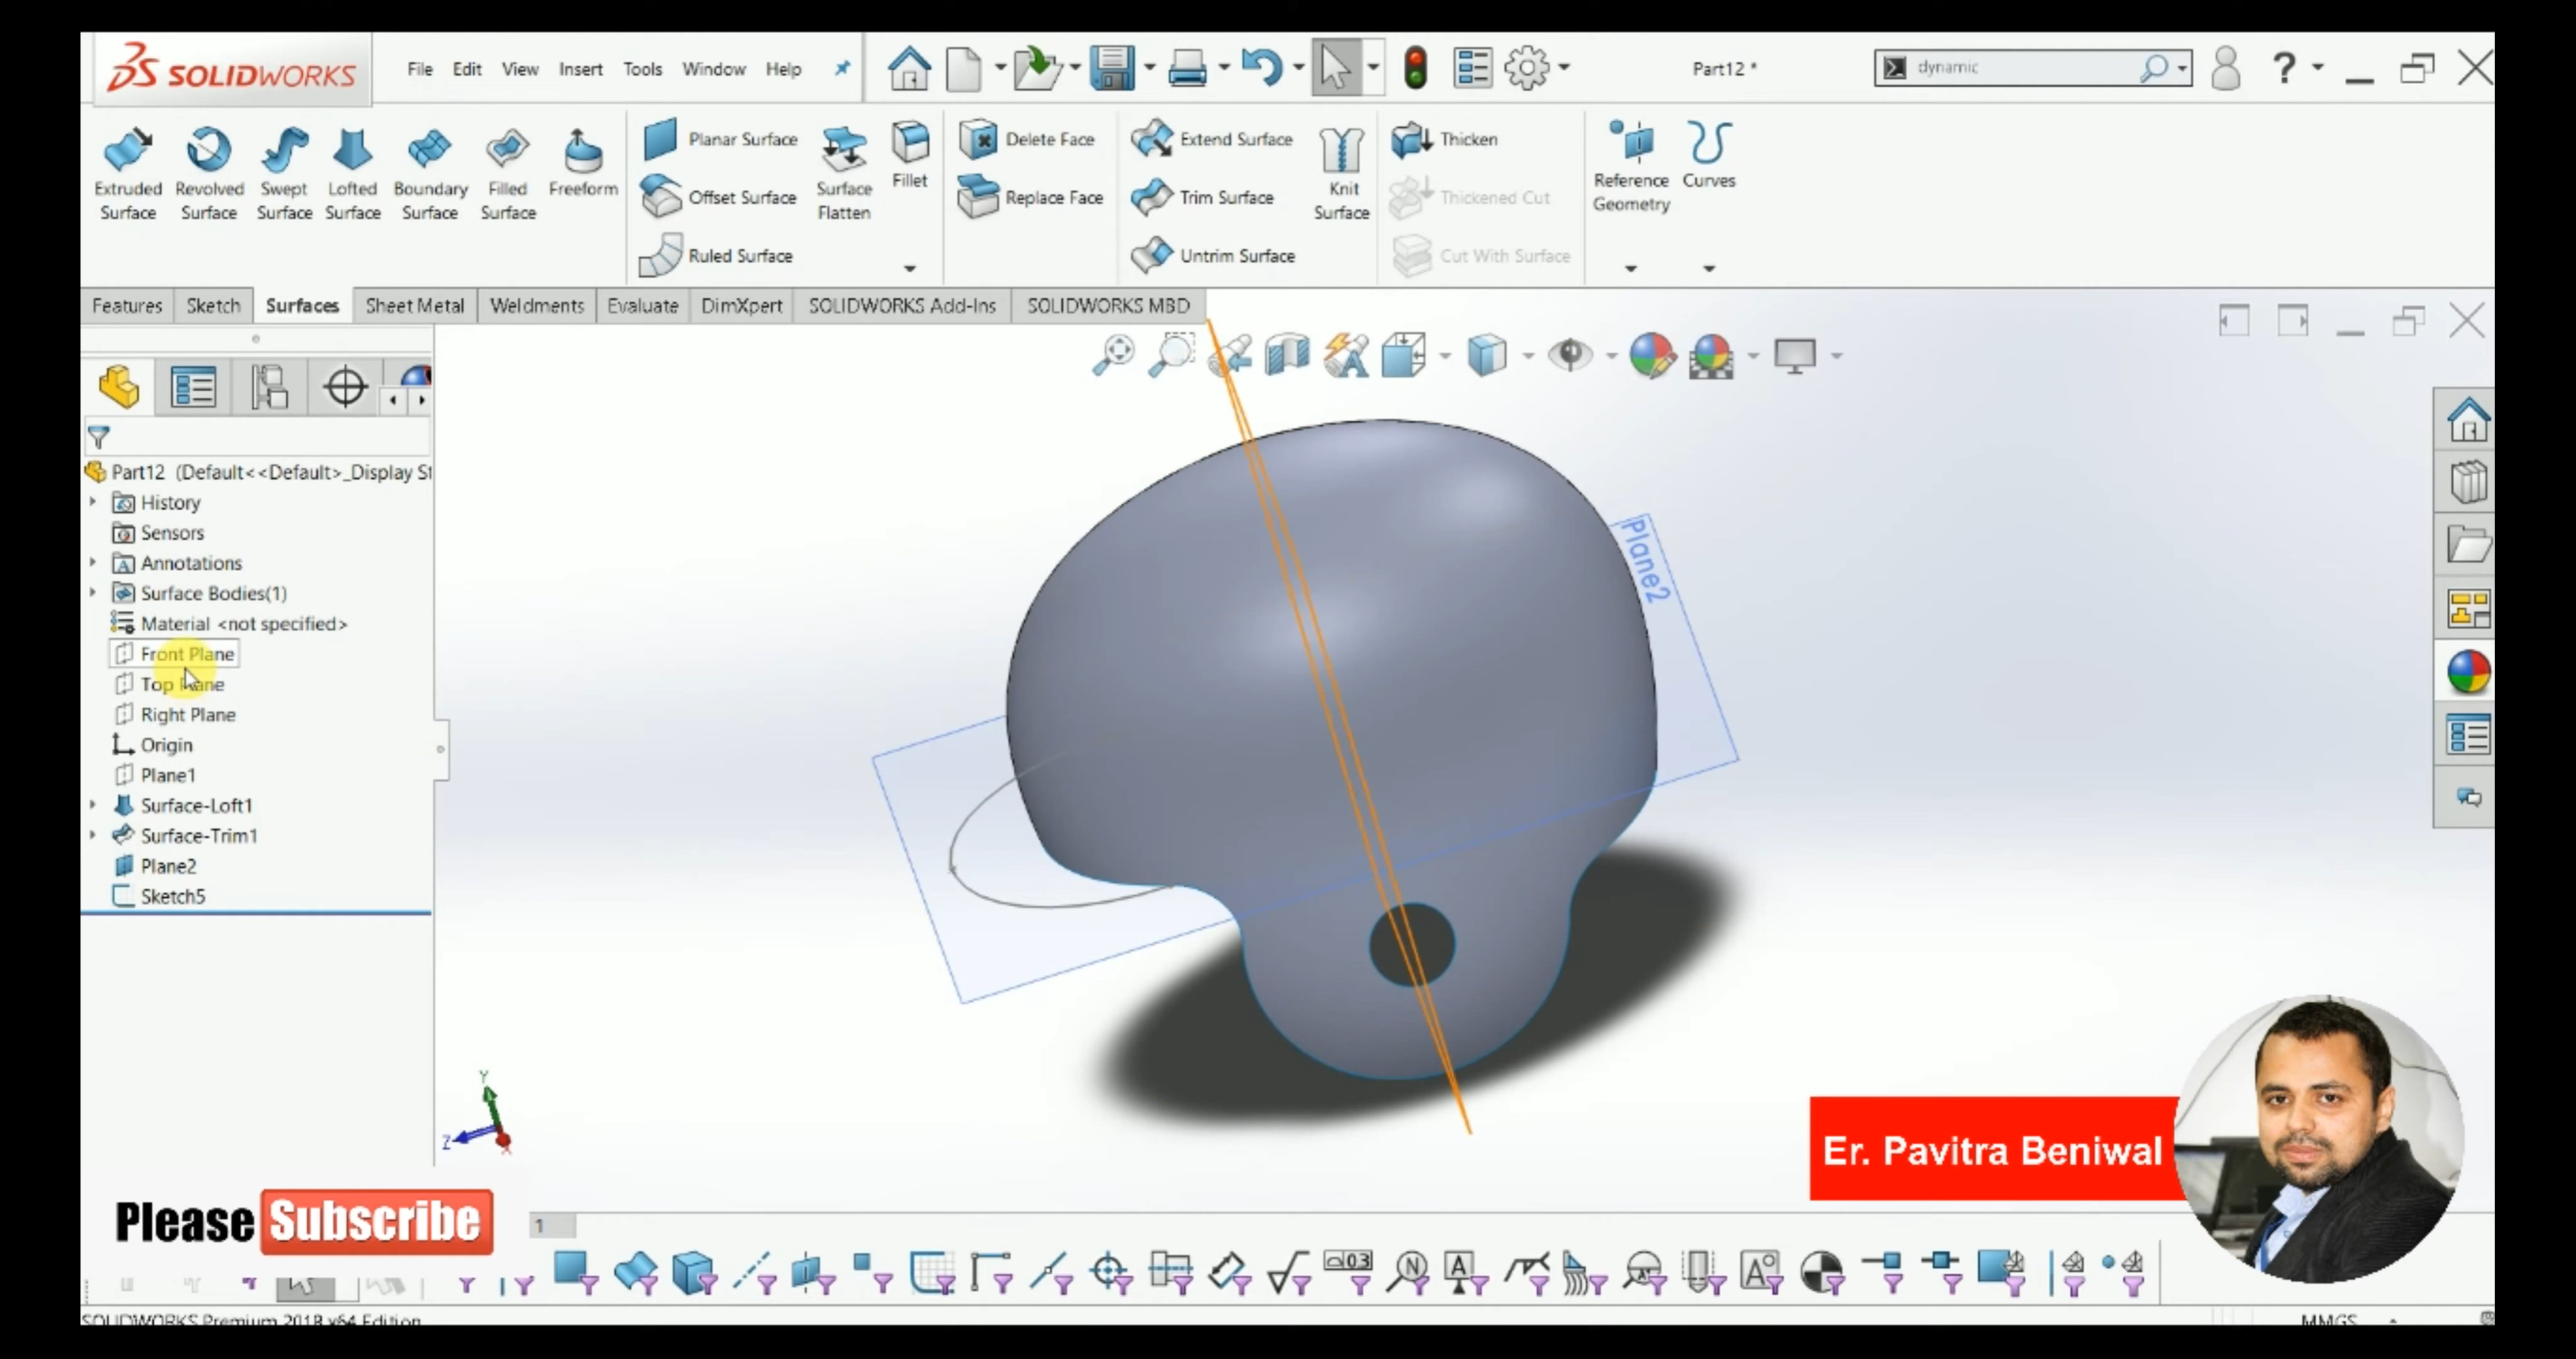 SOLIDWORKS File Edit View Insert Tools Window Help Part12 * dynamic
Extruded Surface
Revolved Surface
Swept Surface
Lofted Surface
Boundary Surface
Filled Surface
Freeform
Planar Surface
Offset Surface
Ruled Surface
Surface Flatten
Fillet
Delete Face
Replace Face
Extend Surface
Trim Surface
Untrim Surface
Knit Surface
Thicken
Thickened Cut
Cut With Surface
Reference Geometry
Curves
Features Sketch Surfaces Sheet Metal Weldments Evaluate DimXpert SOLIDWORKS Add-Ins SOLIDWORKS MBD
Part12 (Default<<Default>_Display St
History
Sensors
Annotations
Surface Bodies(1)
Material <not specified>
Front Plane
Top Plane
Right Plane
Origin
Plane1
Surface-Loft1
Surface-Trim1
Plane2
Sketch5
Plane2
Y
Z
X
Er. Pavitra Beniwal
Please Subscribe
1
SOLIDWORKS Premium 2018 x64 Edition
MMGS